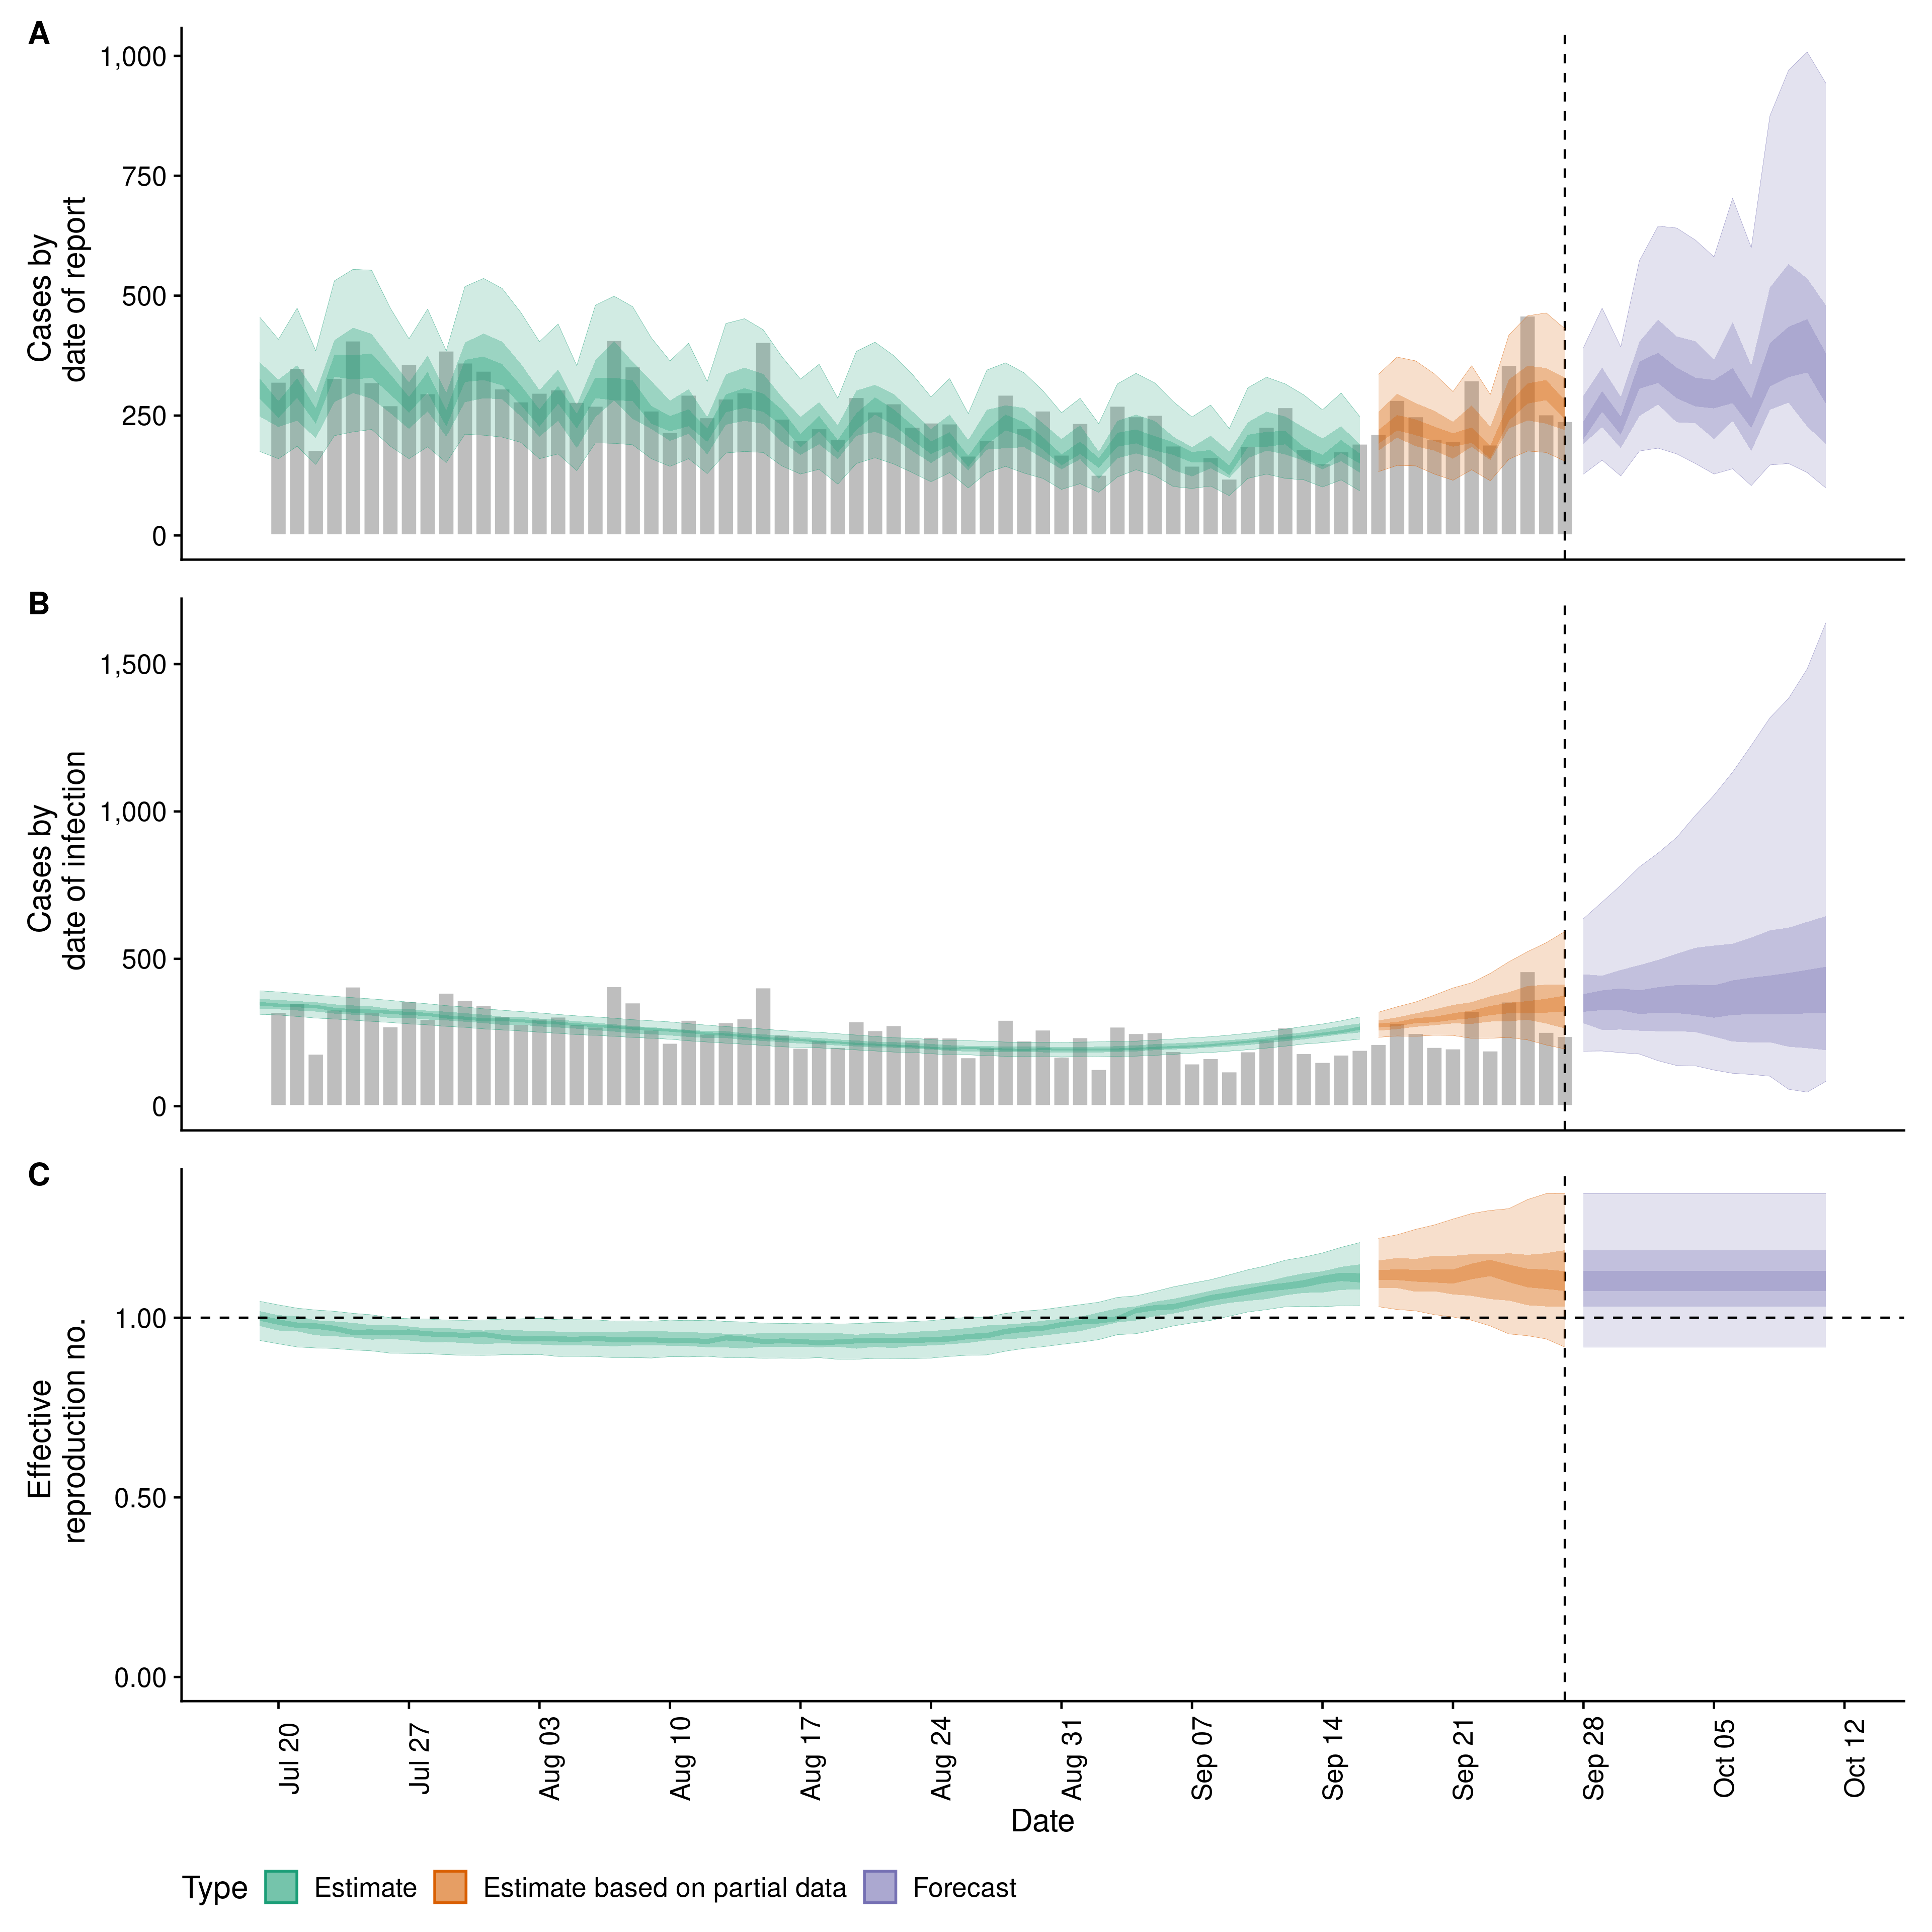 A
1,000
750
500
250
0
Cases by
date of report
B
1,500
1,000
500
0
Cases by
date of infection
C
1.00
0.50
0.00
Effective
reproduction no.
Jul 20
Jul 27
Aug 03
Aug 10
Aug 17
Aug 24
Aug 31
Sep 07
Sep 14
Sep 21
Sep 28
Oct 05
Oct 12
Date
Type Estimate Estimate based on partial data Forecast